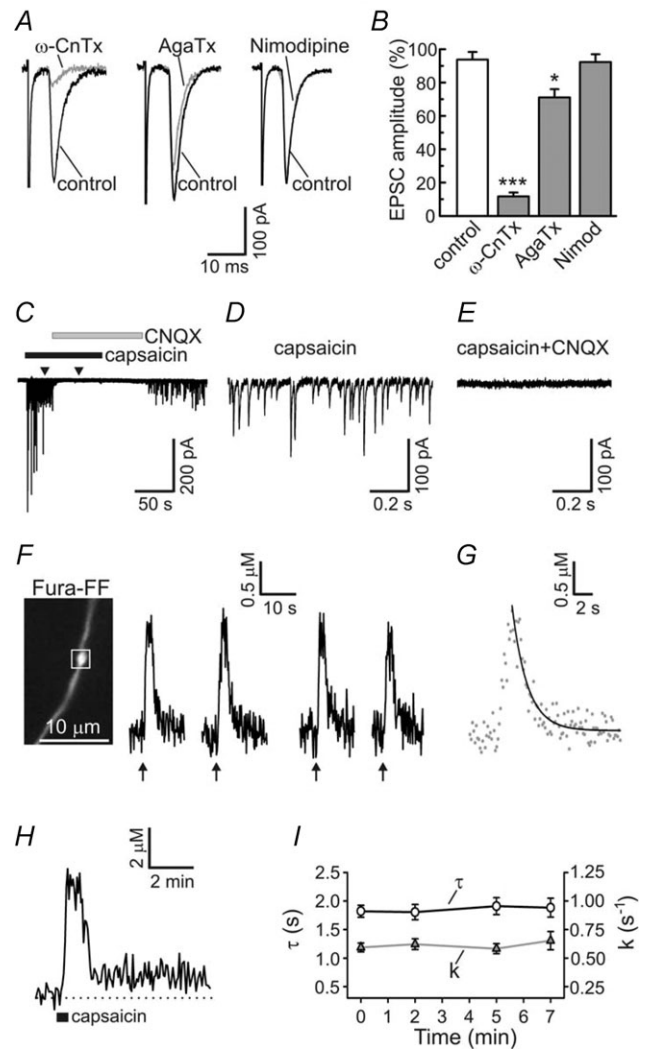 A
ω-CnTx
AgaTx
Nimodipine
control
control
control
100 pA
10 ms
B
EPSC amplitude (%)
100
80
60
40
20
0
***
*
control
ω-CnTx
AgaTx
Nimod
C
CNQX
capsaicin
200 pA
50 s
D
capsaicin
100 pA
0.2 s
E
capsaicin+CNQX
100 pA
0.2 s
F
Fura-FF
10 μm
0.5 μM
10 s
G
0.5 μM
2 s
H
2 μM
2 min
capsaicin
I
τ (s)
2.5
2.0
1.5
1.0
0.5
τ
k
k (s-1)
1.25
1.00
0.75
0.50
0.25
0 1 2 3 4 5 6 7
Time (min)